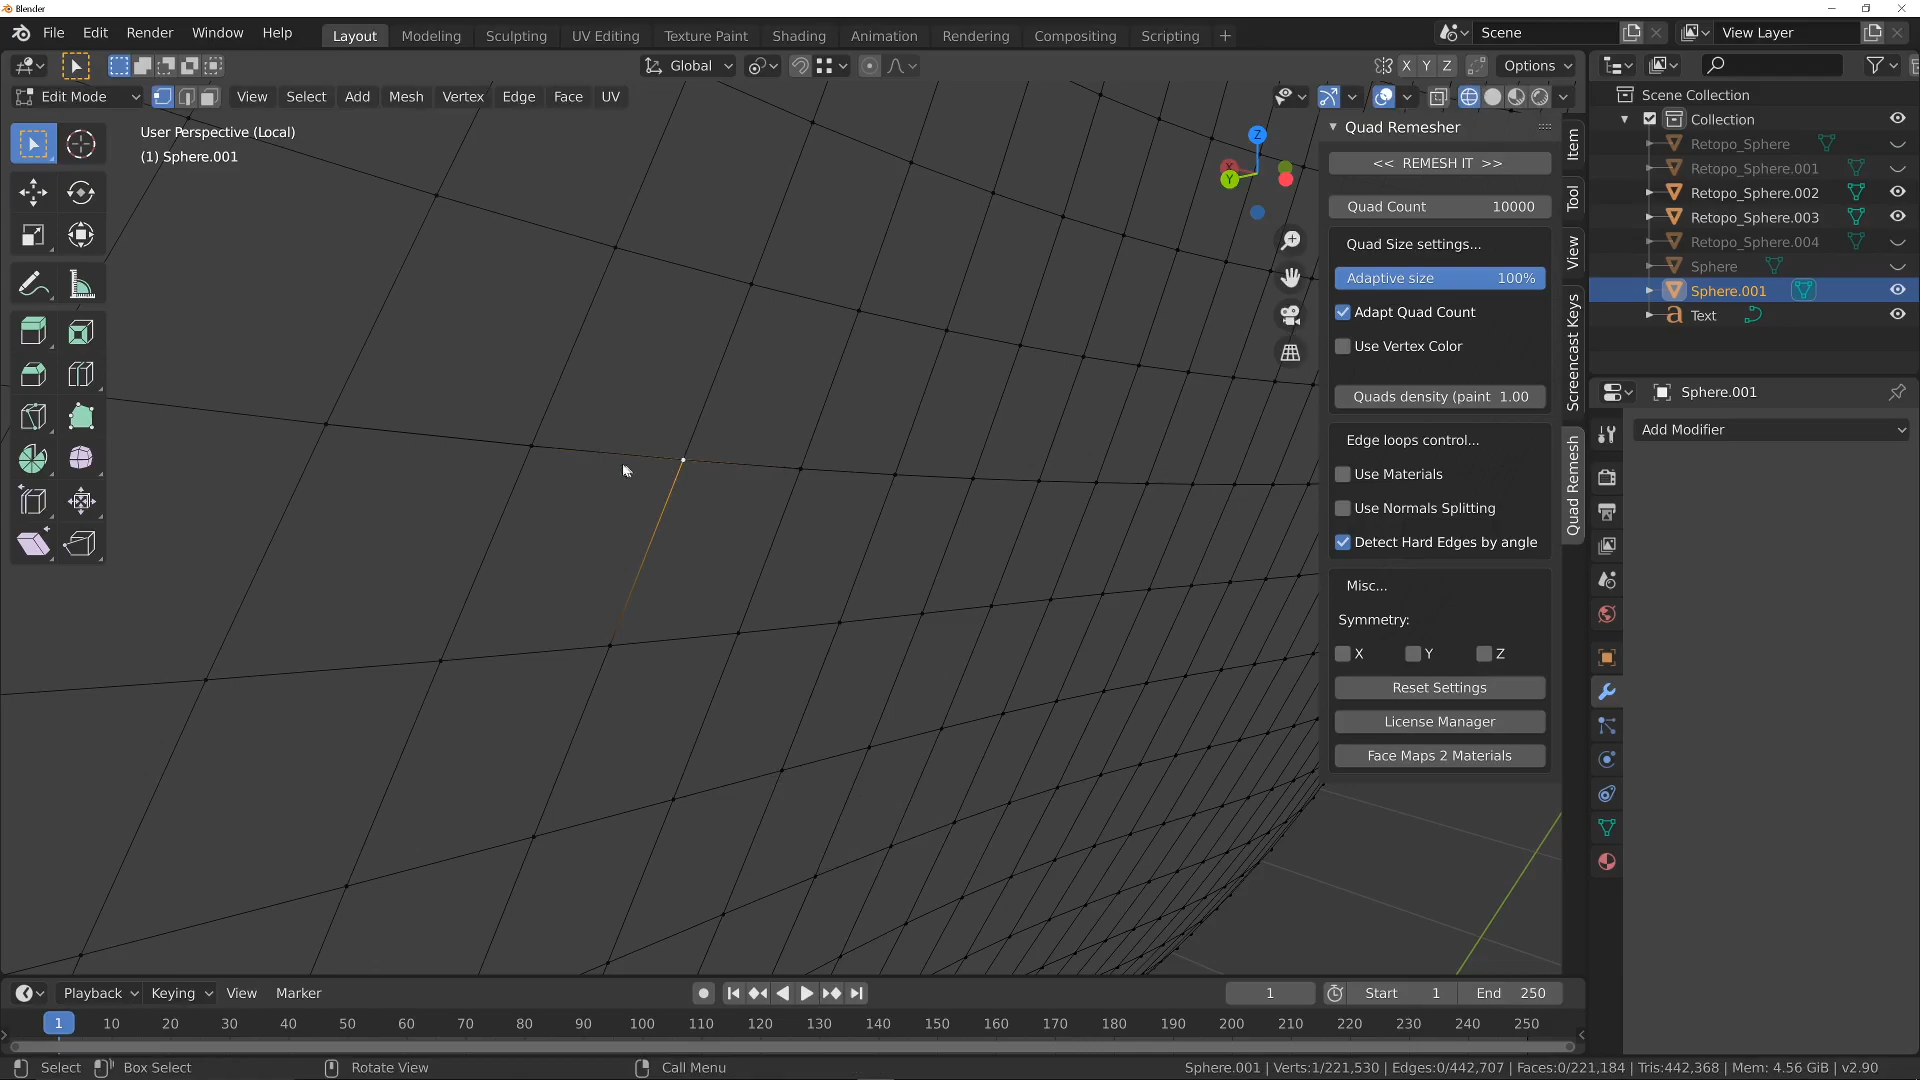 Blender
File Edit Render Window Help Layout Modeling Sculpting UV Editing Texture Paint Shading Animation Rendering Compositing Scripting + Scene View Layer
Global X Y Z Options
Edit Mode View Select Add Mesh Vertex Edge Face UV
User Perspective (Local)
(1) Sphere.001
Z
X
Y
Quad Remesher
<< REMESH IT >>
Quad Count 10000
Quad Size settings...
Adaptive size 100%
Adapt Quad Count
Use Vertex Color
Quads density (paint 1.00
Edge loops control...
Use Materials
Use Normals Splitting
Detect Hard Edges by angle
Misc...
Symmetry:
X Y Z
Reset Settings
License Manager
Face Maps 2 Materials
Item
Tool
View
Screencast Keys
Quad Remesh
Scene Collection
Collection
Retopo_Sphere
Retopo_Sphere.001
Retopo_Sphere.002
Retopo_Sphere.003
Retopo_Sphere.004
Sphere
Sphere.001
Text
Sphere.001
Add Modifier
Playback Keying View Marker 1 Start 1 End 250
1 10 20 30 40 50 60 70 80 90 100 110 120 130 140 150 160 170 180 190 200 210 220 230 240 250
Select Box Select Rotate View Call Menu Sphere.001 | Verts:1/221,530 | Edges:0/442,707 | Faces:0/221,184 | Tris:442,368 | Mem: 4.56 GiB | v2.90